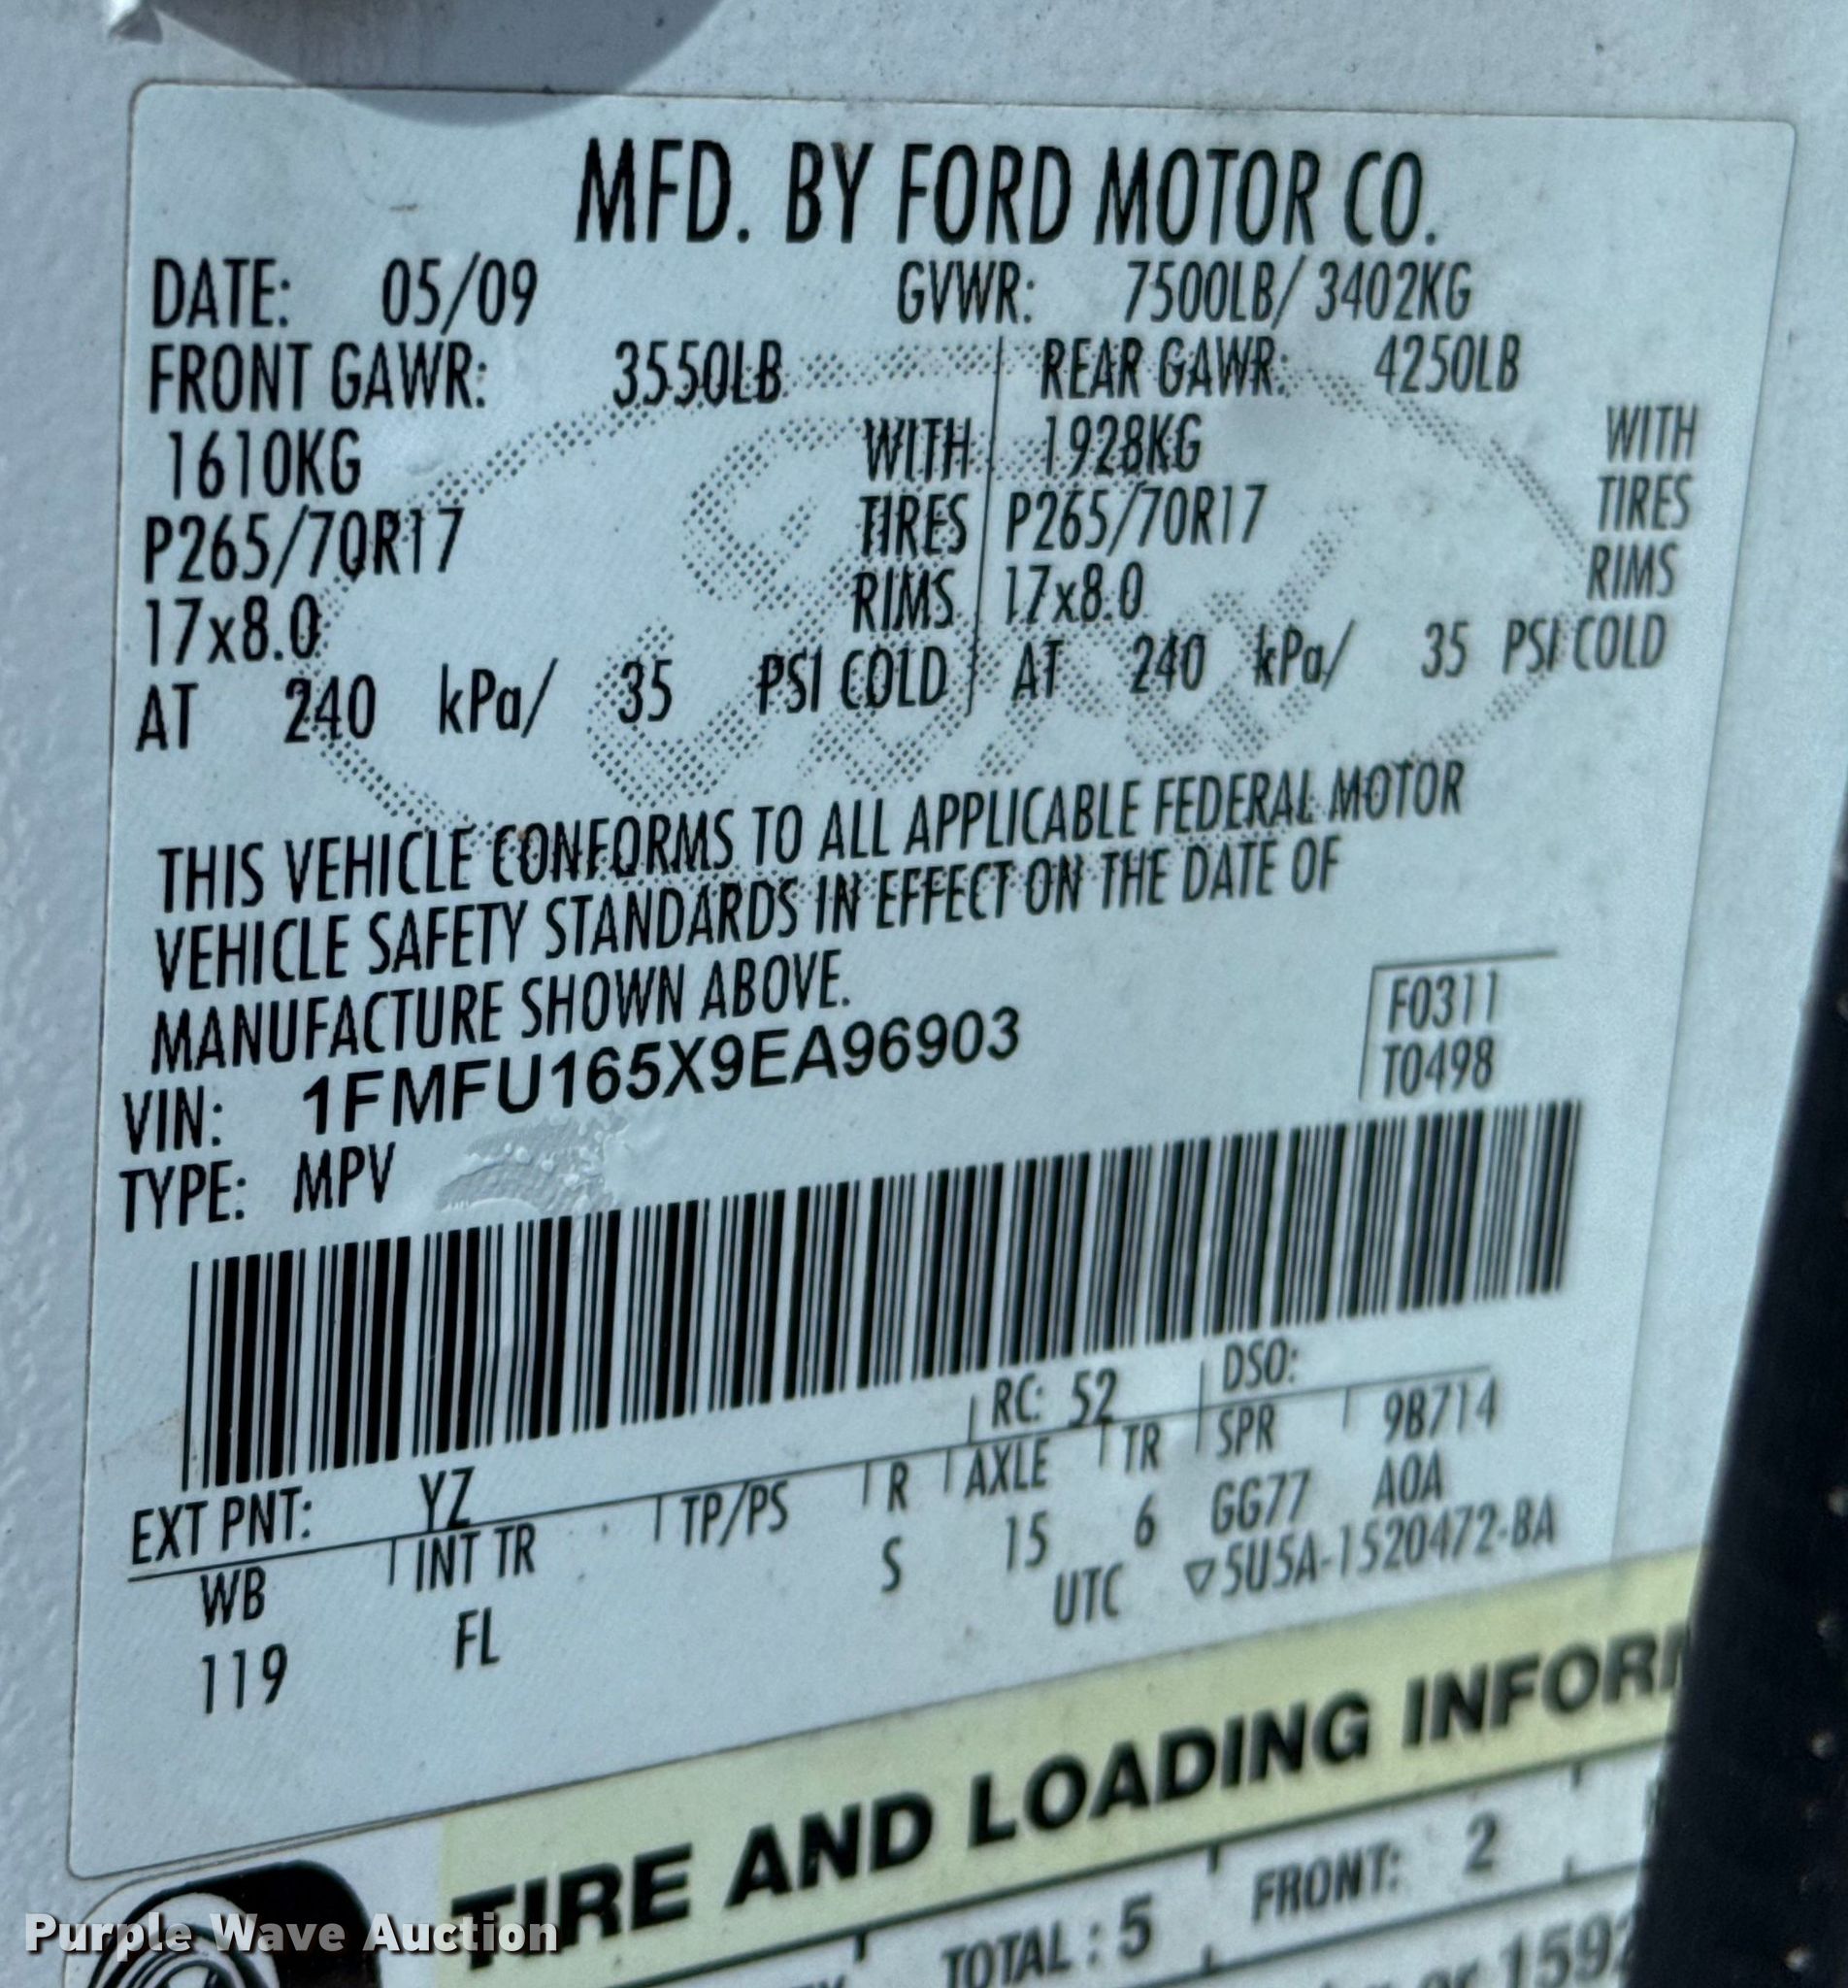 MFD. BY FORD MOTOR CO.
DATE: 05/09 GVWR: 7500LB/ 3402KG
FRONT GAWR: 3550LB REAR GAWR: 4250LB
1610KG WITH 1928KG WITH
P265/70R17 TIRES P265/70R17 TIRES
17x8.0 RIMS 17x8.0 RIMS
AT 240 kPa/ 35 PSI COLD AT 240 kPa/ 35 PSI COLD
THIS VEHICLE CONFORMS TO ALL APPLICABLE FEDERAL MOTOR
VEHICLE SAFETY STANDARDS IN EFFECT ON THE DATE OF
MANUFACTURE SHOWN ABOVE.
F0311
VIN: 1FMFU165X9EA96903 T0498
TYPE: MPV
RC: 52 DSO:
EXT PNT: YZ
WB INT TR TP/PS R AXLE TR SPR 9B714
119 FL S 15 6 GG77 AOA
UTC ▽5U5A-1520472-BA
TIRE AND LOADING INFOR
TOTAL : 5 FRONT: 2
or 1592
Purple Wave Auction